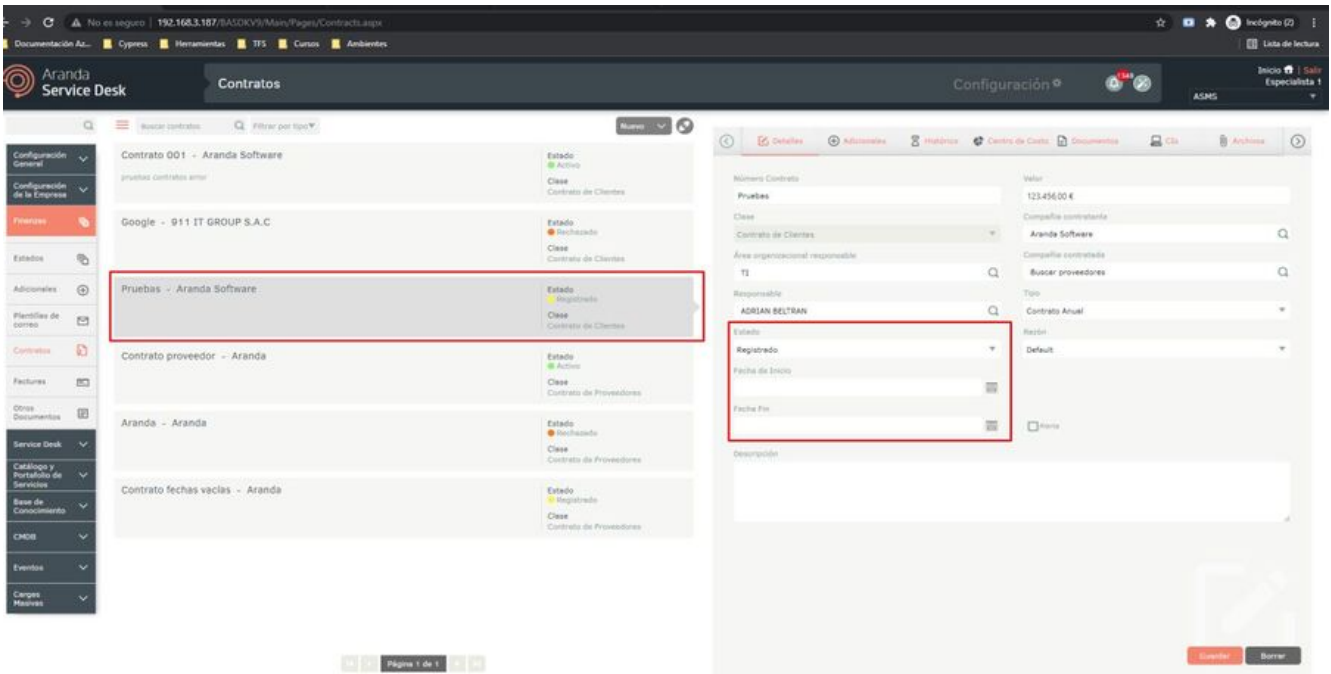 No es seguro | 192.168.3.187/BASDKV9/Main/Pages/Contracts.aspx
Incógnito (2)
Documentación Az...
Cypress
Herramientas
TFS
Cursos
Ambientes
Lista de lectura
Aranda
Service Desk
Contratos
Configuración
Inicio | Salir
Especialista 1
ASMS
Buscar contratos
Filtrar por tipo
Nuevo
Configuración General
Configuración de la Empresa
Finanzas
Estados
Adicionales
Plantillas de correo
Contratos
Facturas
Otros Documentos
Service Desk
Catálogo y Portafolio de Servicios
Base de Conocimiento
CMDB
Eventos
Cargas Masivas
Contrato 001 - Aranda Software
pruebas contratos error
Estado
Activo
Clase
Contrato de Clientes
Google - 911 IT GROUP S.A.C
Estado
Rechazado
Clase
Contrato de Clientes
Pruebas - Aranda Software
Estado
Registrado
Clase
Contrato de Clientes
Contrato proveedor - Aranda
Estado
Activo
Clase
Contrato de Proveedores
Aranda - Aranda
Estado
Rechazado
Clase
Contrato de Proveedores
Contrato fechas vacias - Aranda
Estado
Registrado
Clase
Contrato de Proveedores
Página 1 de 1
Detalles
Adicionales
Histórico
Centro de Costo
Documentos
CIs
Archivos
Número Contrato
Valor
Pruebas
123.456,00 €
Clase
Compañía contratante
Contrato de Clientes
Aranda Software
Área organizacional responsable
Compañía contratada
TI
Buscar proveedores
Responsable
Tipo
ADRIAN BELTRAN
Contrato Anual
Estado
Razón
Registrado
Default
Fecha de Inicio
Fecha Fin
Descripción
Guardar
Borrar